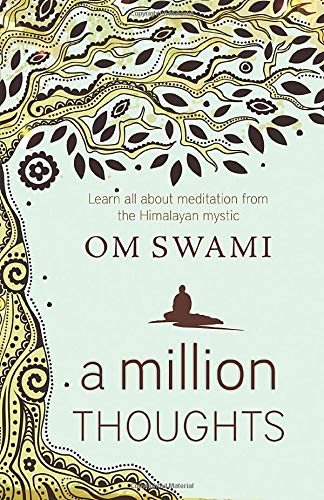 Learn all about meditation from
the Himalayan mystic
OM SWAMI
a million
THOUGHTS